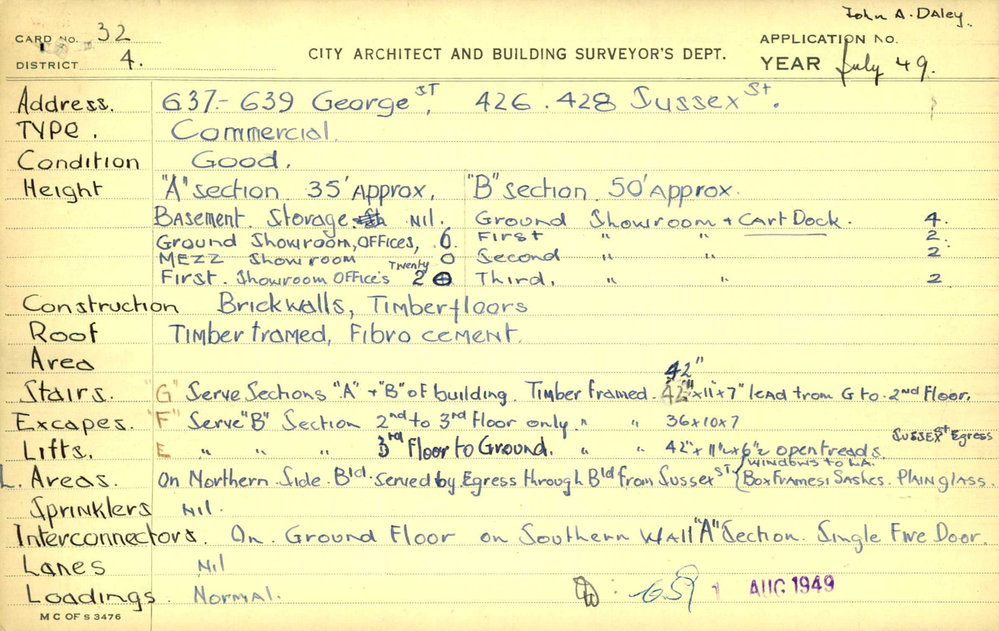 John A. Daley.
CARD NO. 32
APPLICATION NO.
DISTRICT 4.
CITY ARCHITECT AND BUILDING SURVEYOR'S DEPT.
YEAR July 49.
Address. 637-639 George ST, 426.428 Sussex St.
TYPE. Commercial.
Condition Good.
Height "A" section 35' Approx. "B" section 50' Approx.
Basement. Storage. Nil. Ground Showroom + Cart Dock. 4.
Ground Showroom, Offices, 6. First " " 2.
Mezz Showroom 0 Second " " 2
First. Showroom Offices Twenty 20 Third. " " 2.
Construction Brickwalls, Timberfloors
Roof Timber framed, Fibro cement.
Area
42"
Stairs. "G" Serve Sections "A" + "B" of building. Timber framed. 42" x 11" x 7" lead from G to 2nd Floor.
Excapes. "F" Serve "B" Section 2nd to 3rd Floor only. " " 36x10x7
Sussex St Egress
Lifts. E " " " 3rd Floor to Ground. " " 42" x 11½ x 6½ open treads.
L. Areas. On Northern Side Bld. served by Egress through Bld from Sussex ST. { Windows to L.A. Box Frames; Sashes. Plain glass.
Sprinklers Nil.
Interconnectors. On Ground Floor on Southern Wall "A" Section. Single Fire Door.
Lanes Nil
Loadings. Normal.
1 AUG 1949
M C OF S 3476